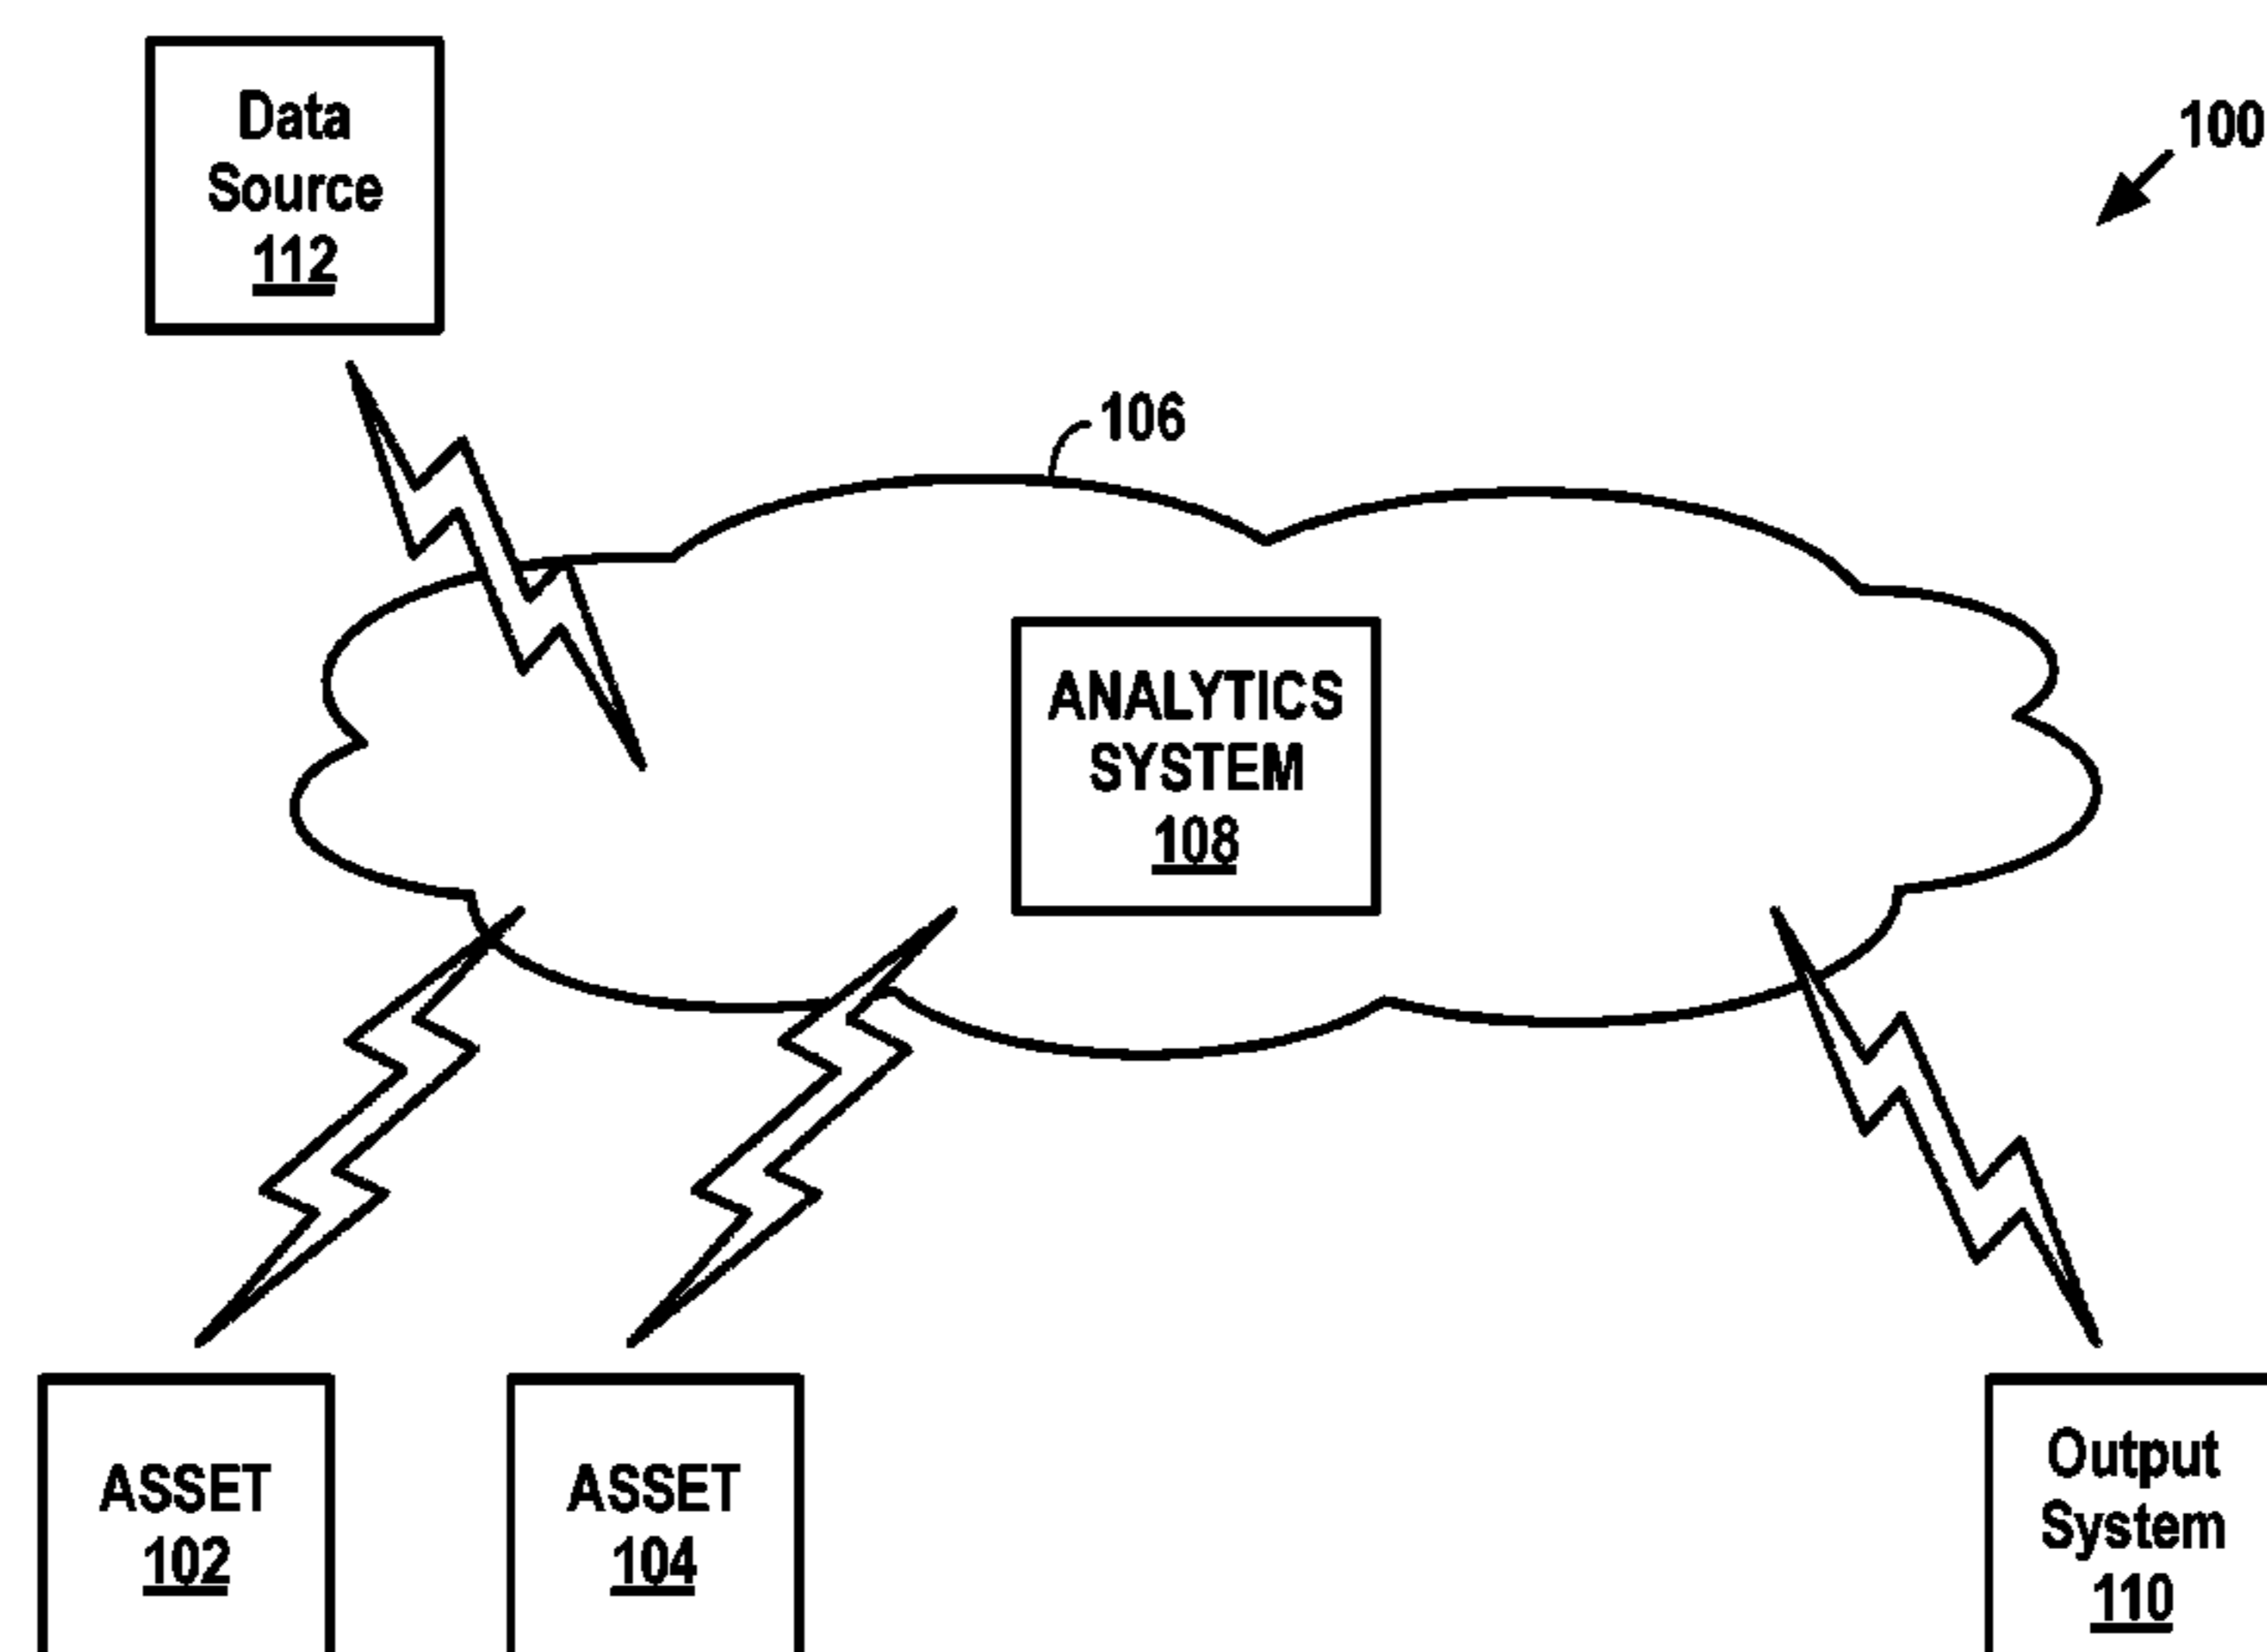 Data
Source
112
100
106
ANALYTICS
SYSTEM
108
ASSET
102
ASSET
104
Output
System
110